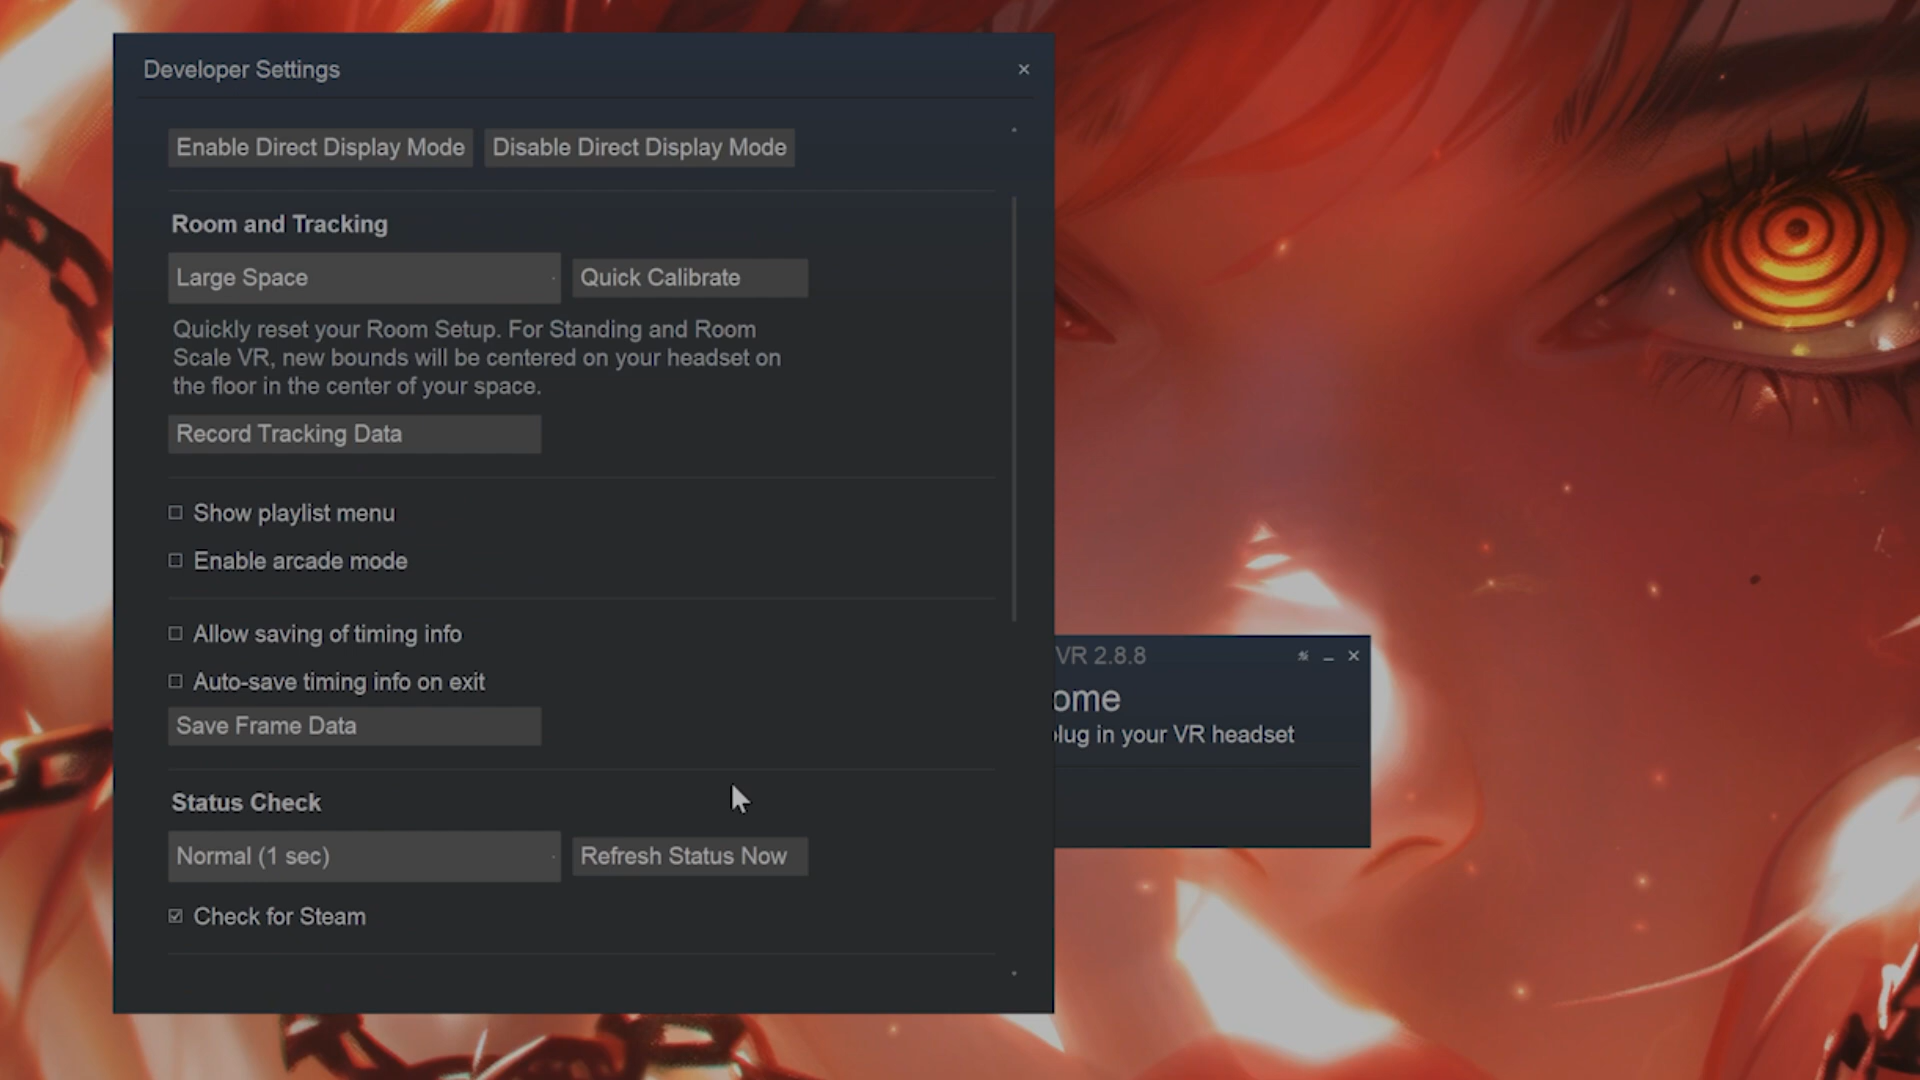 Developer Settings
Enable Direct Display Mode
Disable Direct Display Mode
Room and Tracking
Large Space
Quick Calibrate
Quickly reset your Room Setup. For Standing and Room
Scale VR, new bounds will be centered on your headset on
the floor in the center of your space.
Record Tracking Data
Show playlist menu
Enable arcade mode
Allow saving of timing info
Auto-save timing info on exit
Save Frame Data
Status Check
Normal (1 sec)
Refresh Status Now
Check for Steam
VR 2.8.8
ome
plug in your VR headset